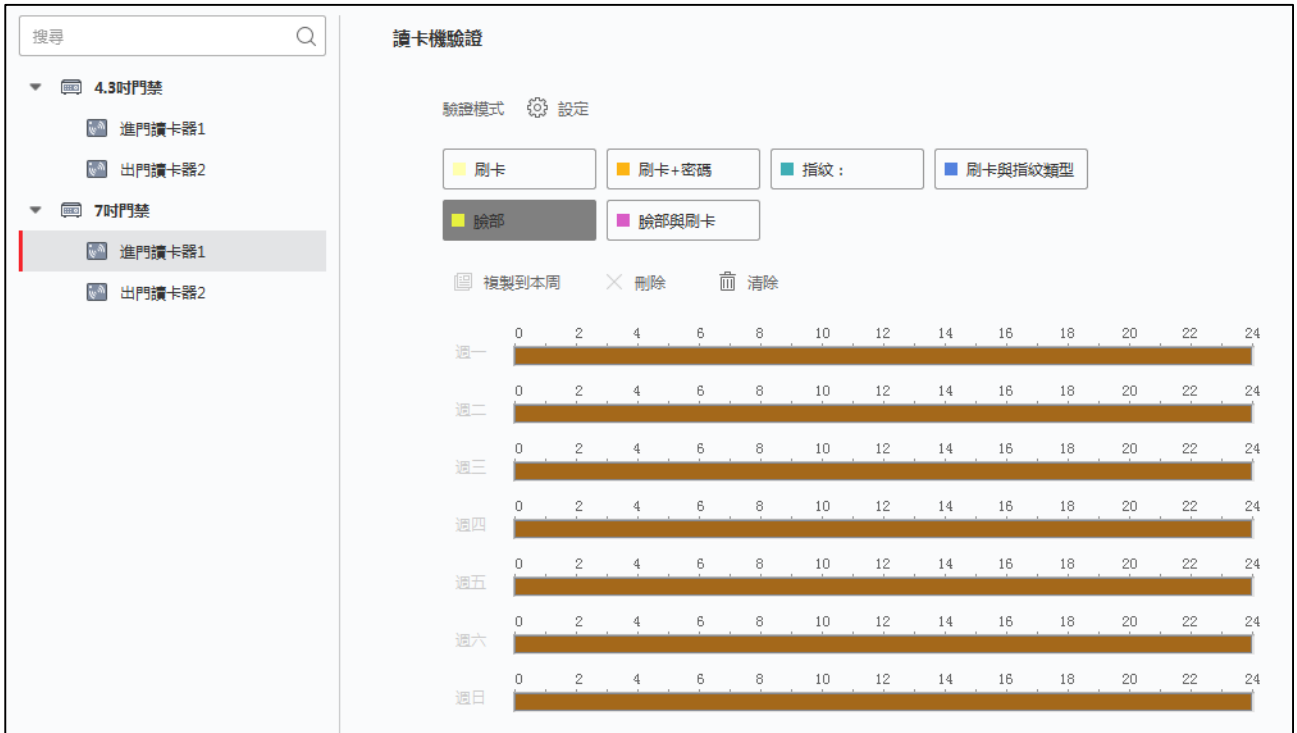 搜尋
4.3吋門禁
進門讀卡器1
出門讀卡器2
7吋門禁
進門讀卡器1
出門讀卡器2
讀卡機驗證
驗證模式 設定
刷卡 刷卡+密碼 指紋： 刷卡與指紋類型
臉部 臉部與刷卡
複製到本周 刪除 清除
0 2 4 6 8 10 12 14 16 18 20 22 24
週一
0 2 4 6 8 10 12 14 16 18 20 22 24
週二
0 2 4 6 8 10 12 14 16 18 20 22 24
週三
0 2 4 6 8 10 12 14 16 18 20 22 24
週四
0 2 4 6 8 10 12 14 16 18 20 22 24
週五
0 2 4 6 8 10 12 14 16 18 20 22 24
週六
0 2 4 6 8 10 12 14 16 18 20 22 24
週日